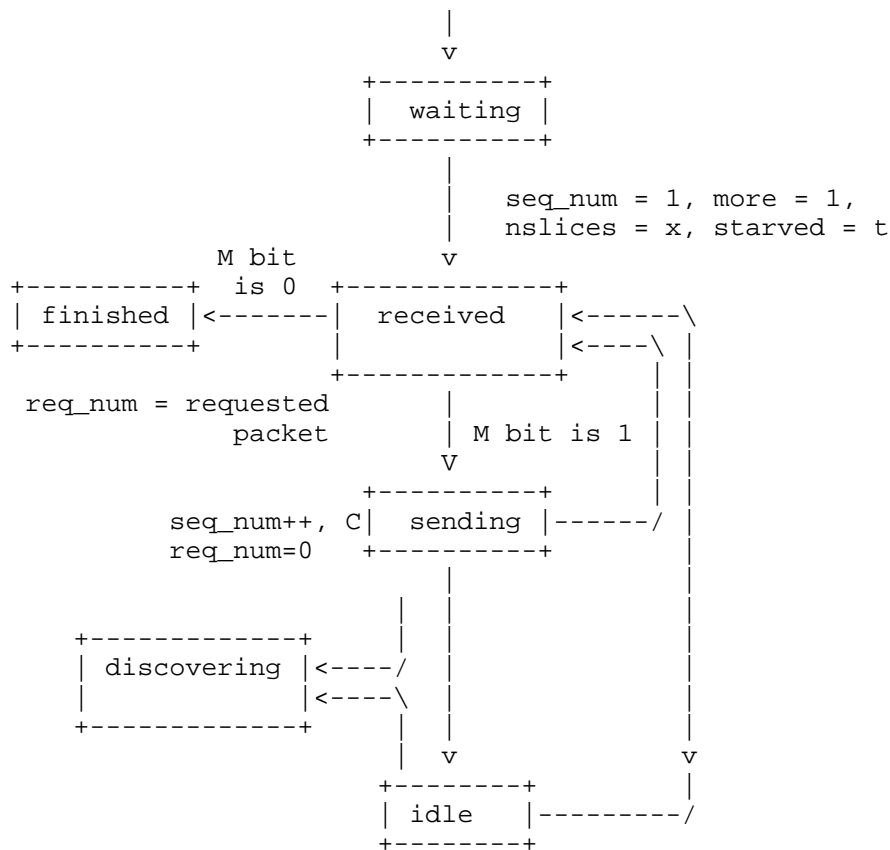 waiting
seq_num = 1, more = 1,
nslices = x, starved = t
M bit
is 0
finished
received
req_num = requested
packet
M bit is 1
seq_num++, C
sending
req_num=0
discovering
idle